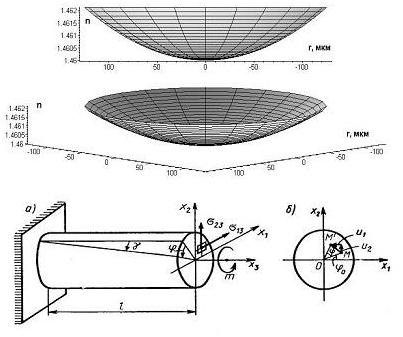 1.462
n
1.4615
1.461
1.4605
1.46
r, мкм
100
50
0
-50
-100
n
1.462
1.4615
1.461
1.4605
1.46
r, мкм
-100
-50
0
50
100
100
50
0
-50
-100
а)
x₂
σ₂₃
σ₁₃
x₁
γ
φ
x₃
m
l
б)
x₂
M'
u₁
u₂
M
φ
φ₀
O
x₁